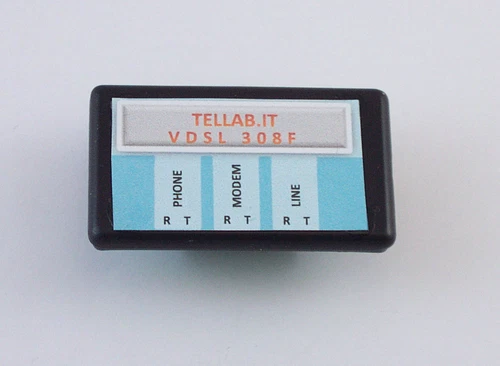 TELLAB.IT
VDSL 308F
PHONE MODEM LINE
R T R T R T